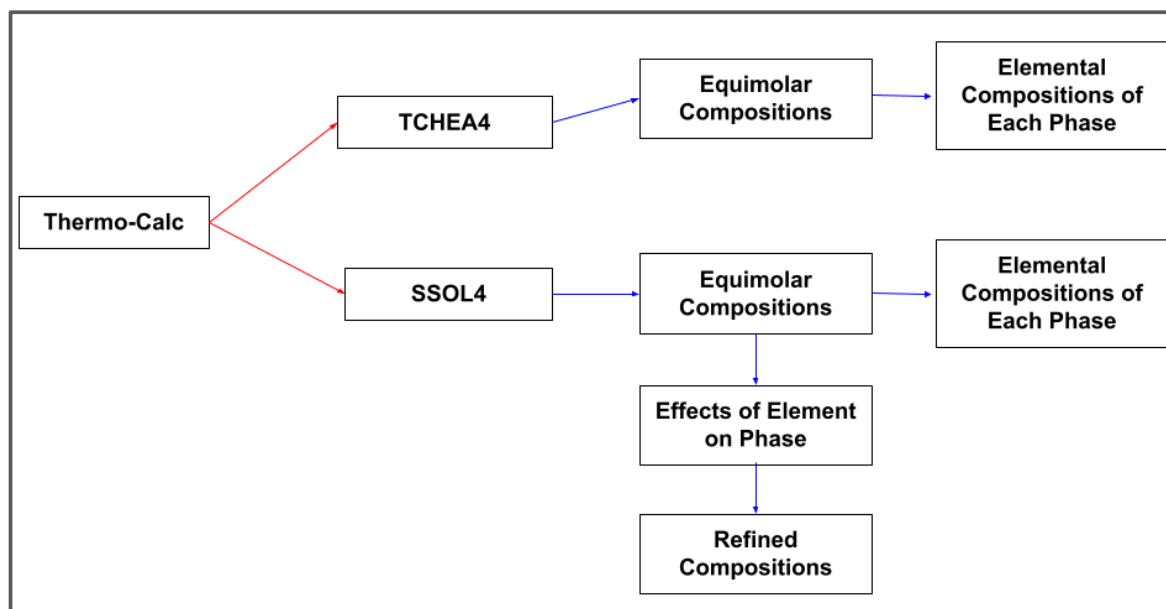 Thermo-Calc
TCHEA4
Equimolar
Compositions
Elemental
Compositions of
Each Phase
SSOL4
Equimolar
Compositions
Elemental
Compositions of
Each Phase
Effects of Element
on Phase
Refined
Compositions